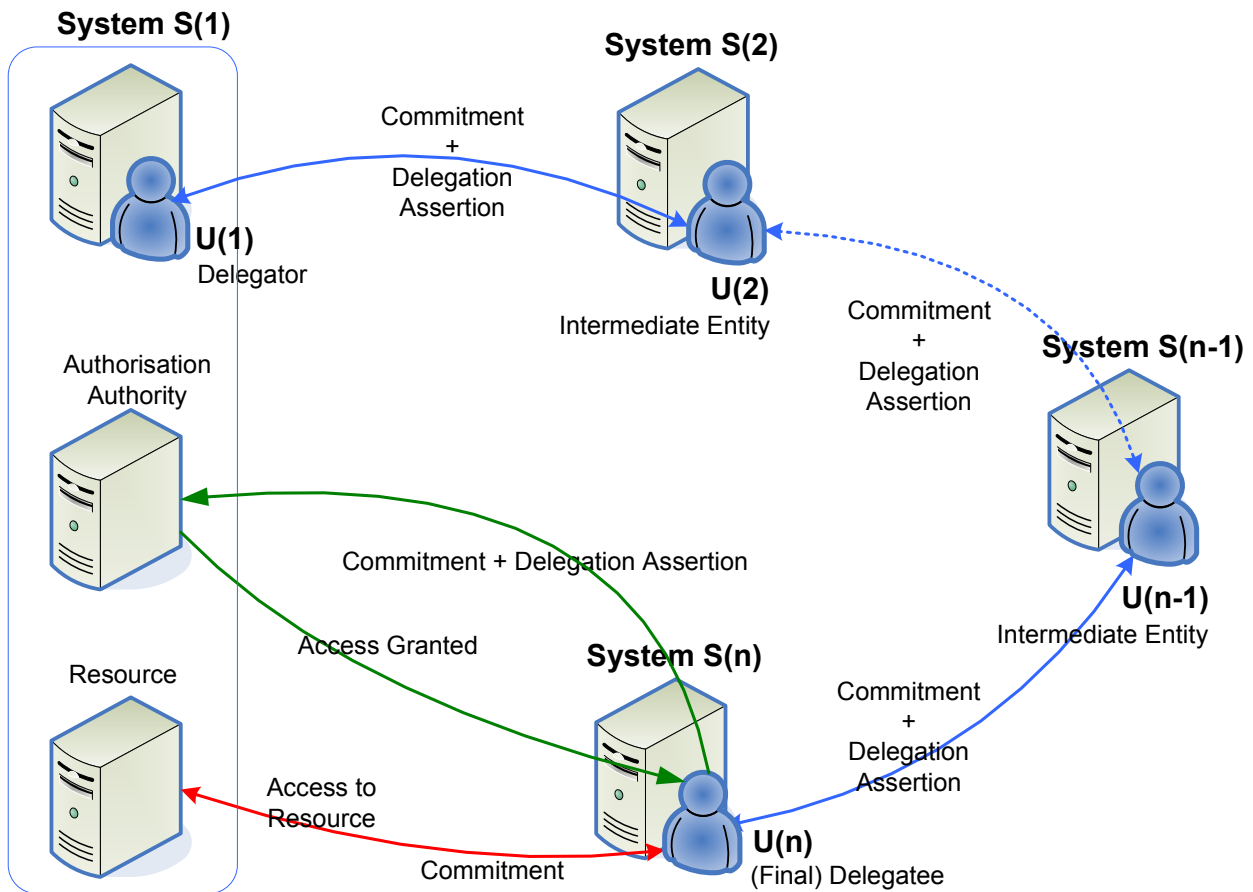 System S(1)
System S(2)
Commitment
+
Delegation
Assertion
U(1)
Delegator
U(2)
Intermediate Entity
Commitment
+
Delegation
Assertion
System S(n-1)
Authorisation
Authority
Commitment + Delegation Assertion
U(n-1)
Intermediate Entity
Access Granted
System S(n)
Resource
Commitment
+
Delegation
Assertion
Access to
Resource
Commitment
U(n)
(Final) Delegatee